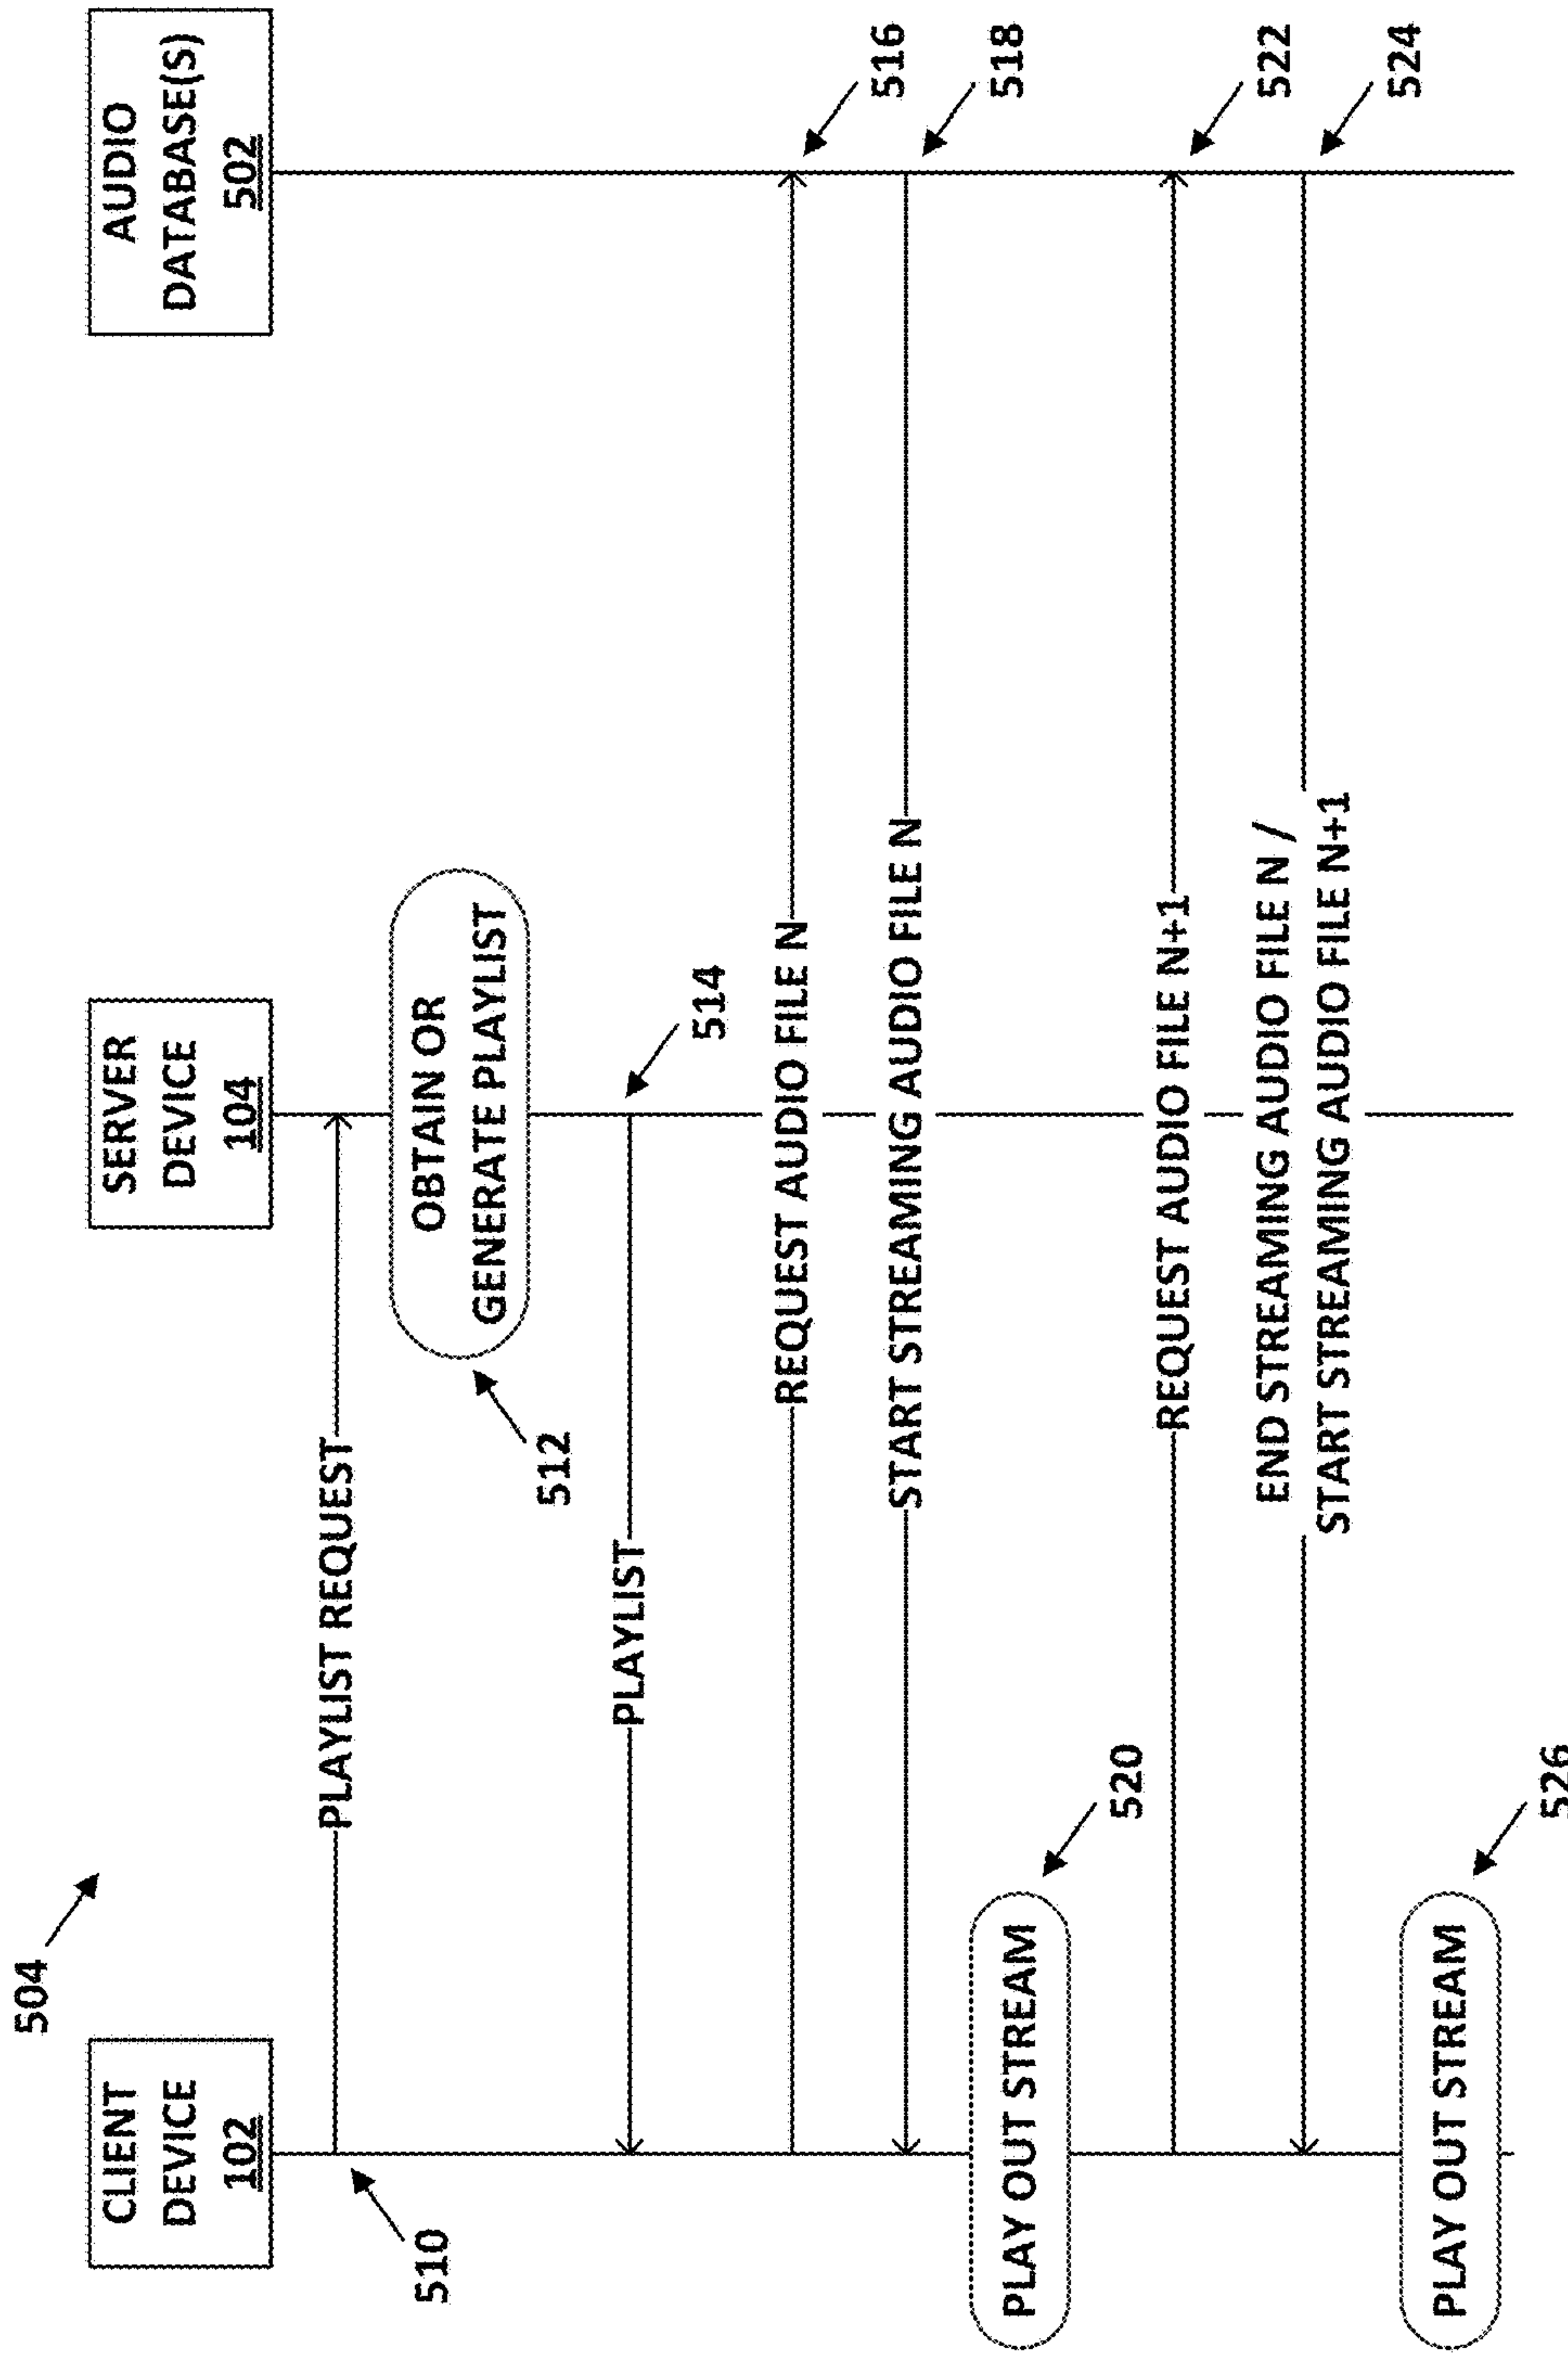 504
CLIENT
DEVICE
102
SERVER
DEVICE
104
AUDIO
DATABASE(S)
502
510
PLAYLIST REQUEST
512
OBTAIN OR
GENERATE PLAYLIST
PLAYLIST
514
REQUEST AUDIO FILE N
516
START STREAMING AUDIO FILE N
518
PLAY OUT STREAM
520
REQUEST AUDIO FILE N+1
522
END STREAMING AUDIO FILE N /
START STREAMING AUDIO FILE N+1
524
PLAY OUT STREAM
526